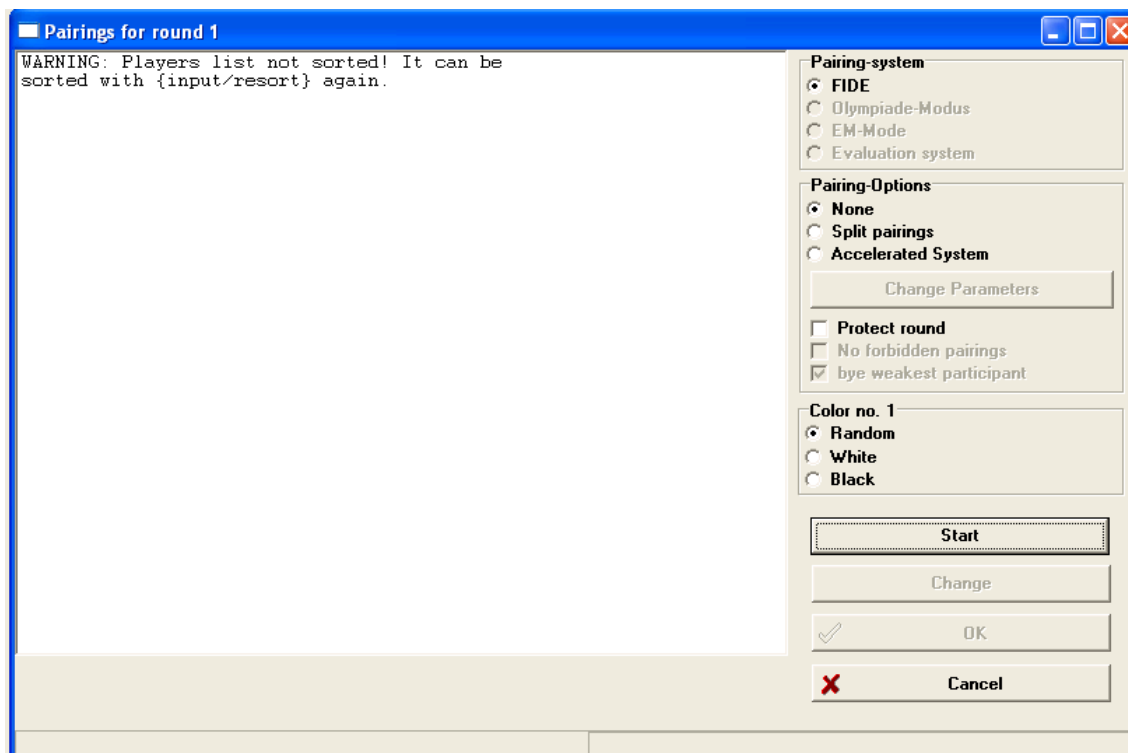 Pairings for round 1
WARNING: Players list not sorted! It can be
sorted with {input/resort} again.
Pairing-system
FIDE
Olympiade-Modus
EM-Mode
Evaluation system
Pairing-Options
None
Split pairings
Accelerated System
Change Parameters
Protect round
No forbidden pairings
bye weakest participant
Color no. 1
Random
White
Black
Start
Change
OK
Cancel